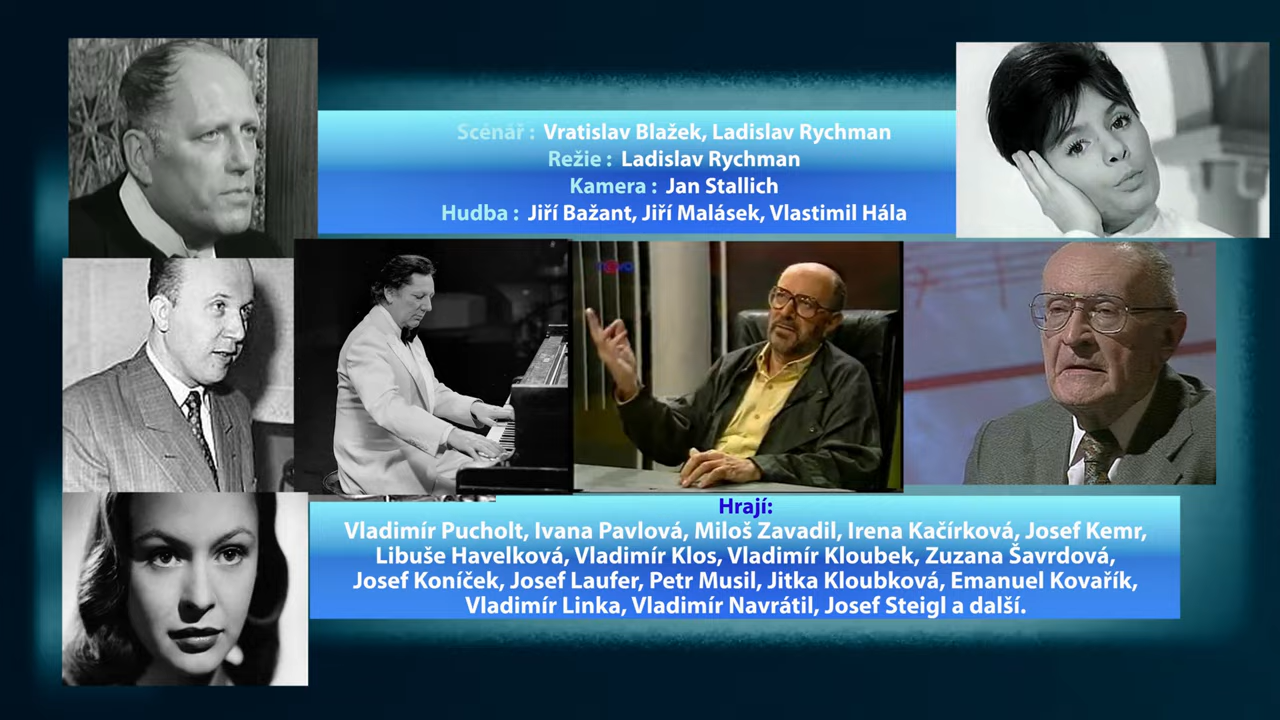 Scénář : Vratislav Blažek, Ladislav Rychman
Režie : Ladislav Rychman
Kamera : Jan Stallich
Hudba : Jiří Bažant, Jiří Malásek, Vlastimil Hála
Hrají:
Vladimír Pucholt, Ivana Pavlová, Miloš Zavadil, Irena Kačírková, Josef Kemr,
Libuše Havelková, Vladimír Klos, Vladimír Kloubek, Zuzana Šavrdová,
Josef Koníček, Josef Laufer, Petr Musil, Jitka Kloubková, Emanuel Kovařík,
Vladimír Linka, Vladimír Navrátil, Josef Steigl a další.